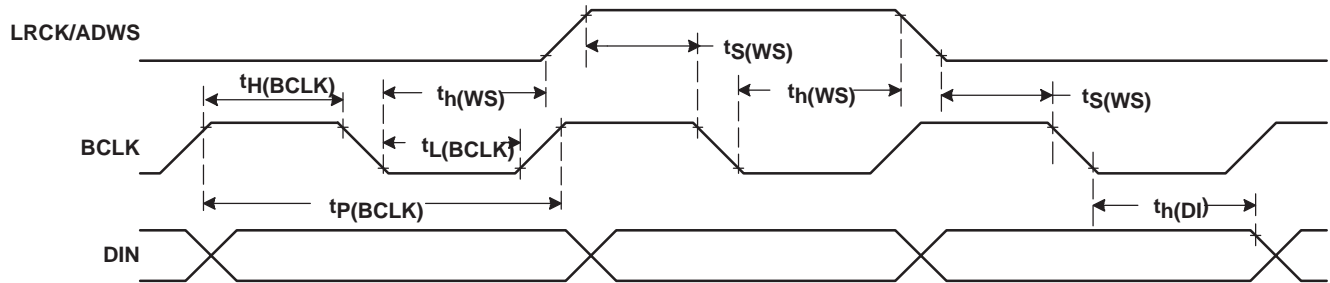 LRCK/ADWS
tS(WS)
tH(BCLK)
th(WS)
th(WS)
tS(WS)
BCLK
tL(BCLK)
tP(BCLK)
th(DI)
DIN